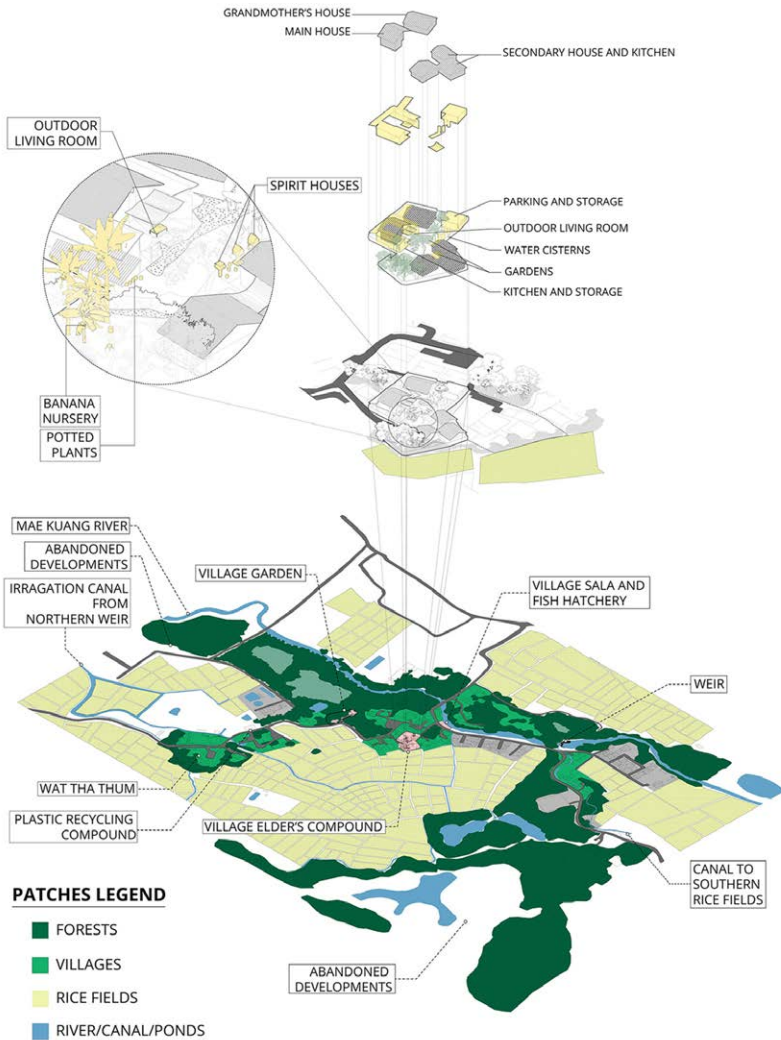 GRANDMOTHER'S HOUSE
MAIN HOUSE
SECONDARY HOUSE AND KITCHEN
OUTDOOR
LIVING ROOM
SPIRIT HOUSES
PARKING AND STORAGE
OUTDOOR LIVING ROOM
WATER CISTERNS
GARDENS
KITCHEN AND STORAGE
BANANA
NURSERY
POTTED
PLANTS
MAE KUANG RIVER
ABANDONED
DEVELOPMENTS
IRRAGATION CANAL
FROM
NORTHERN WEIR
VILLAGE GARDEN
VILLAGE SALA AND
FISH HATCHERY
WEIR
WAT THA THUM
PLASTIC RECYCLING
COMPOUND
VILLAGE ELDER'S COMPOUND
CANAL TO
SOUTHERN
RICE FIELDS
ABANDONED
DEVELOPMENTS
PATCHES LEGEND
FORESTS
VILLAGES
RICE FIELDS
RIVER/CANAL/PONDS